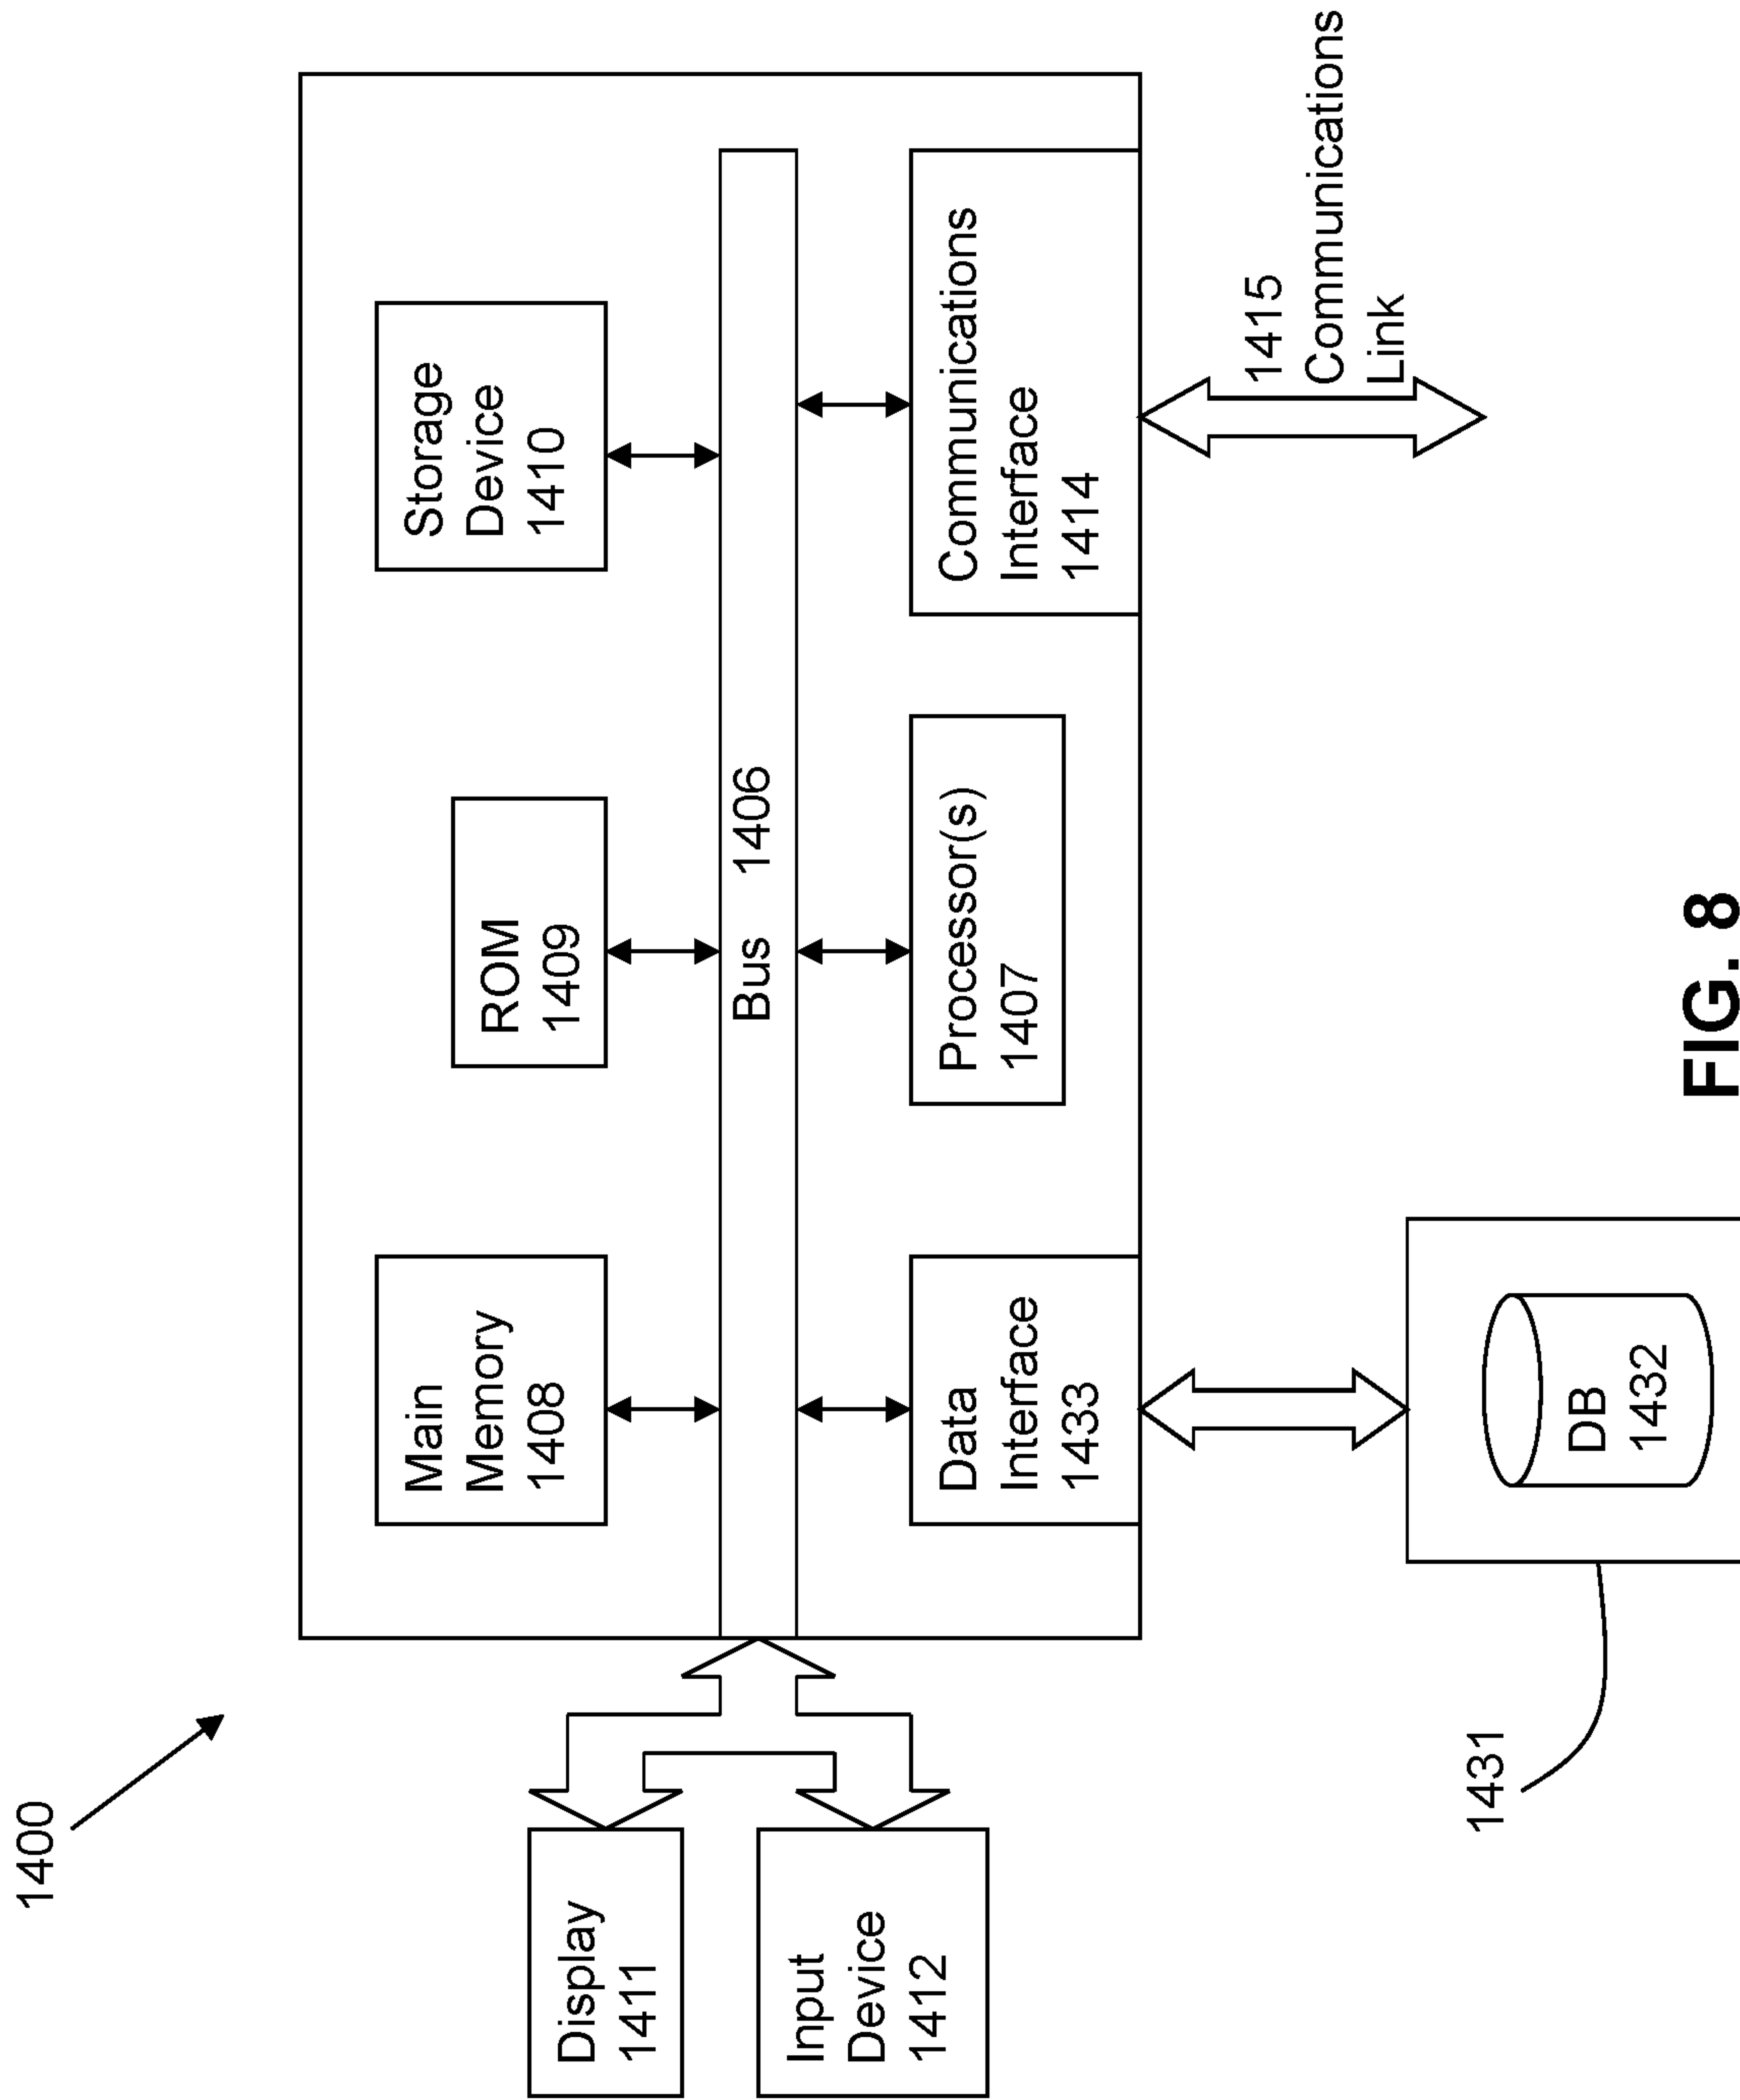 1400
Main
Memory
1408
ROM
1409
Storage
Device
1410
Display
1411
Input
Device
1412
Bus 1406
Data
Interface
1433
Processor(s)
1407
Communications
Interface
1414
1415
Communications
Link
1431
DB
1432
FIG. 8